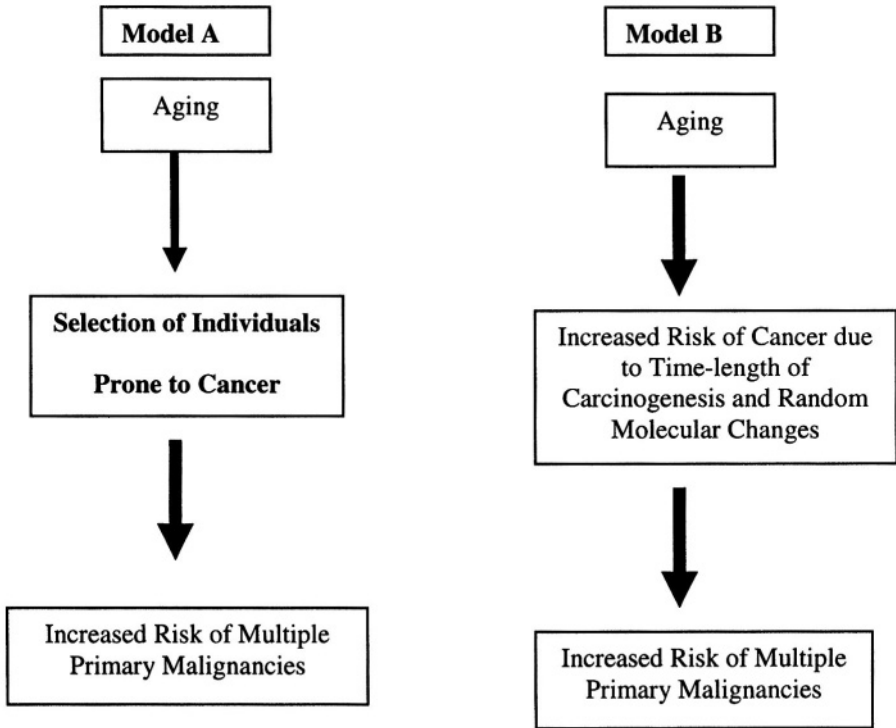 Model A
Aging
Selection of Individuals
Prone to Cancer
Increased Risk of Multiple
Primary Malignancies
Model B
Aging
Increased Risk of Cancer due
to Time-length of
Carcinogenesis and Random
Molecular Changes
Increased Risk of Multiple
Primary Malignancies